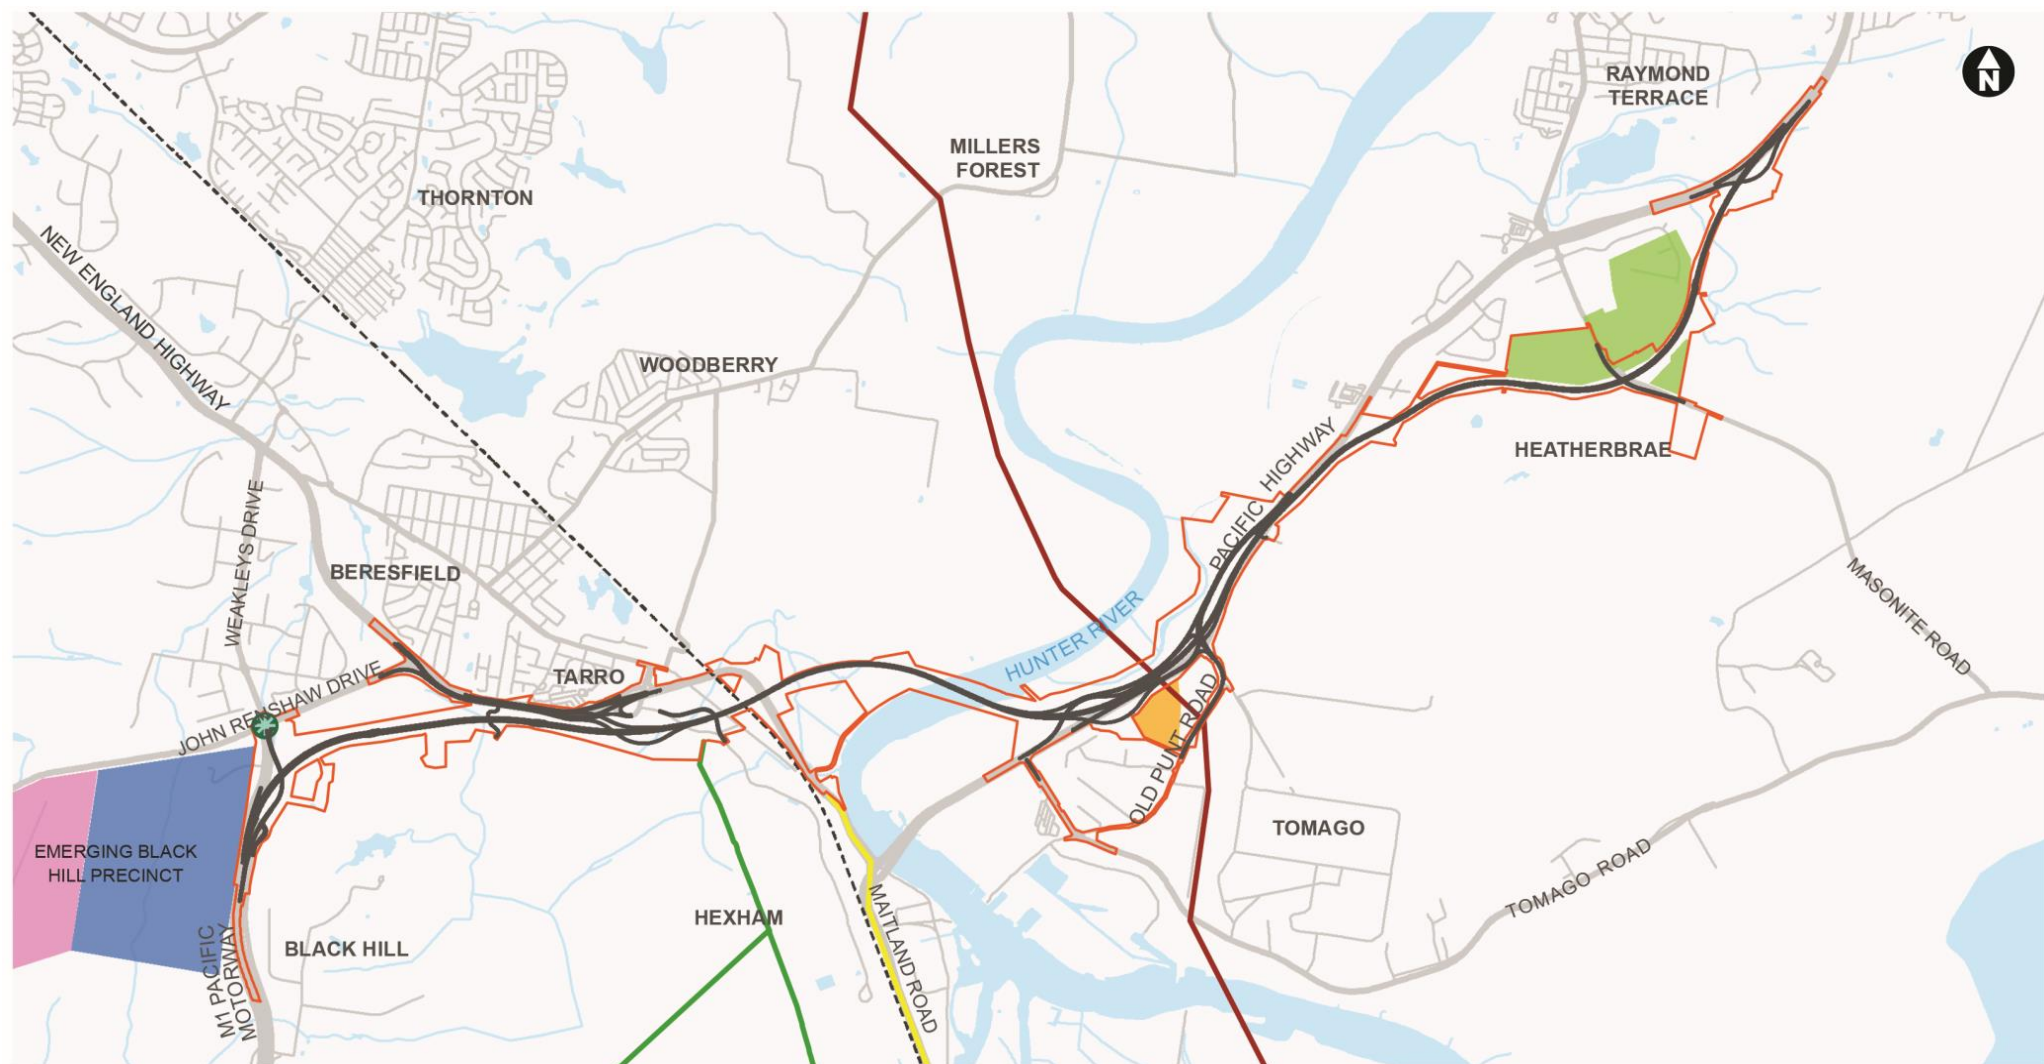 RAYMOND
TERRACE
N
MILLERS
FOREST
THORNTON
NEW ENGLAND HIGHWAY
WOODBERRY
PACIFIC HIGHWAY
HEATHERBRAE
WEAKLEYS DRIVE
BERESFIELD
MASONITE ROAD
HUNTER RIVER
TARRO
JOHN RENSHAW DRIVE
OLD PUNT ROAD
TOMAGO
EMERGING BLACK
HILL PRECINCT
TOMAGO ROAD
HEXHAM
MAITLAND ROAD
BLACK HILL
M1 PACIFIC
MOTORWAY